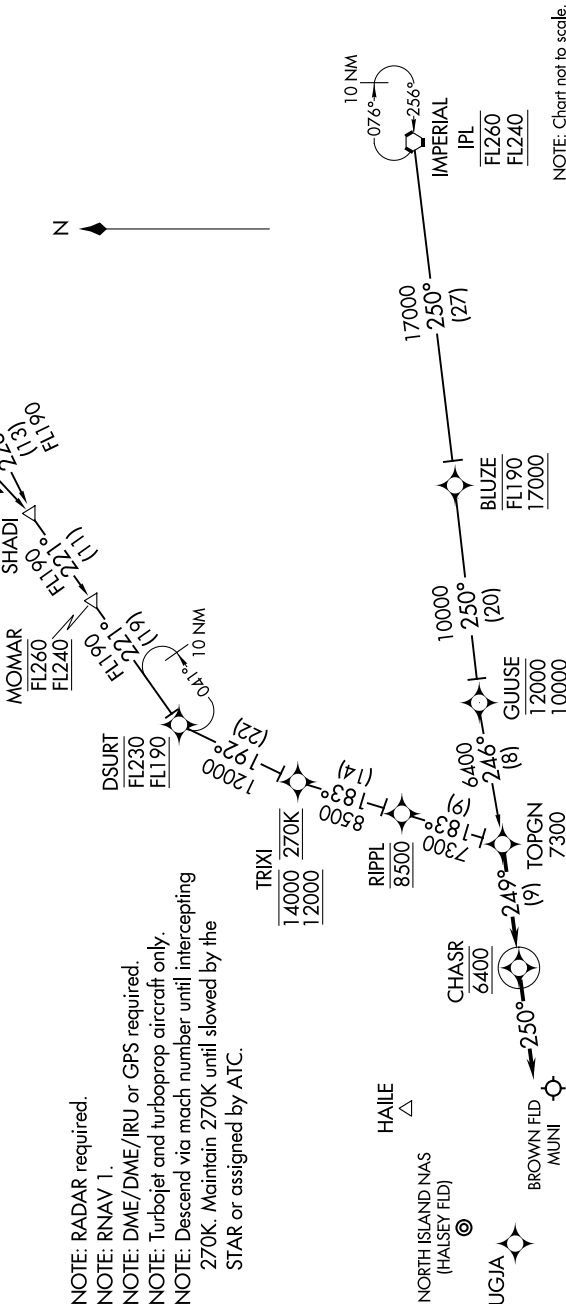 NOTE: RADAR required.
NOTE: RNAV 1.
NOTE: DME/DME/IRU or GPS required.
NOTE: Turbojet and turboprop aircraft only.
NOTE: Descend via mach number until intercepting
270K. Maintain 270K until slowed by the
STAR or assigned by ATC.
N
SHADI
(13)
FL190
FL190
221°
(11)
MOMAR
FL260
FL240
FL190
221°
(19)
DSURT
FL230
FL190
041°
10 NM
12000
192°
(22)
TRIXI
14000 270K
12000
8500
183°
(14)
RIPPL
8500
7300
183°
(9)
TOPGN
7300
6400
246°
(8)
GUUSE
12000
10000
10000
250°
(20)
BLUZE
FL190
17000
17000
250°
(27)
IMPERIAL
IPL
FL260
FL240
10 NM
076°
256°
249°
(9)
CHASR
6400
250°
HAILE
NORTH ISLAND NAS
(HALSEY FLD)
BROWN FLD
MUNI
UGJA
NOTE: Chart not to scale.